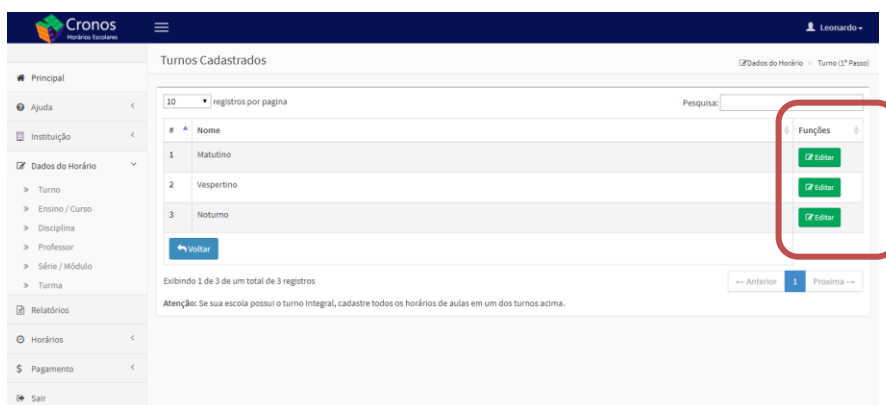 Cronos
Horários Escolares
Leonardo
Turnos Cadastrados
Dados do Horário > Turno (1º Passo)
Principal
Ajuda
Instituição
Dados do Horário
» Turno
» Ensino / Curso
» Disciplina
» Professor
» Série / Módulo
» Turma
Relatórios
Horários
$ Pagamento
Sair
10 registros por pagina
Pesquisa:
# Nome Funções
1 Matutino Editar
2 Vespertino Editar
3 Noturno Editar
Voltar
Exibindo 1 de 3 de um total de 3 registros
← Anterior 1 Proxima →
Atenção: Se sua escola possui o turno Integral, cadastre todos os horários de aulas em um dos turnos acima.